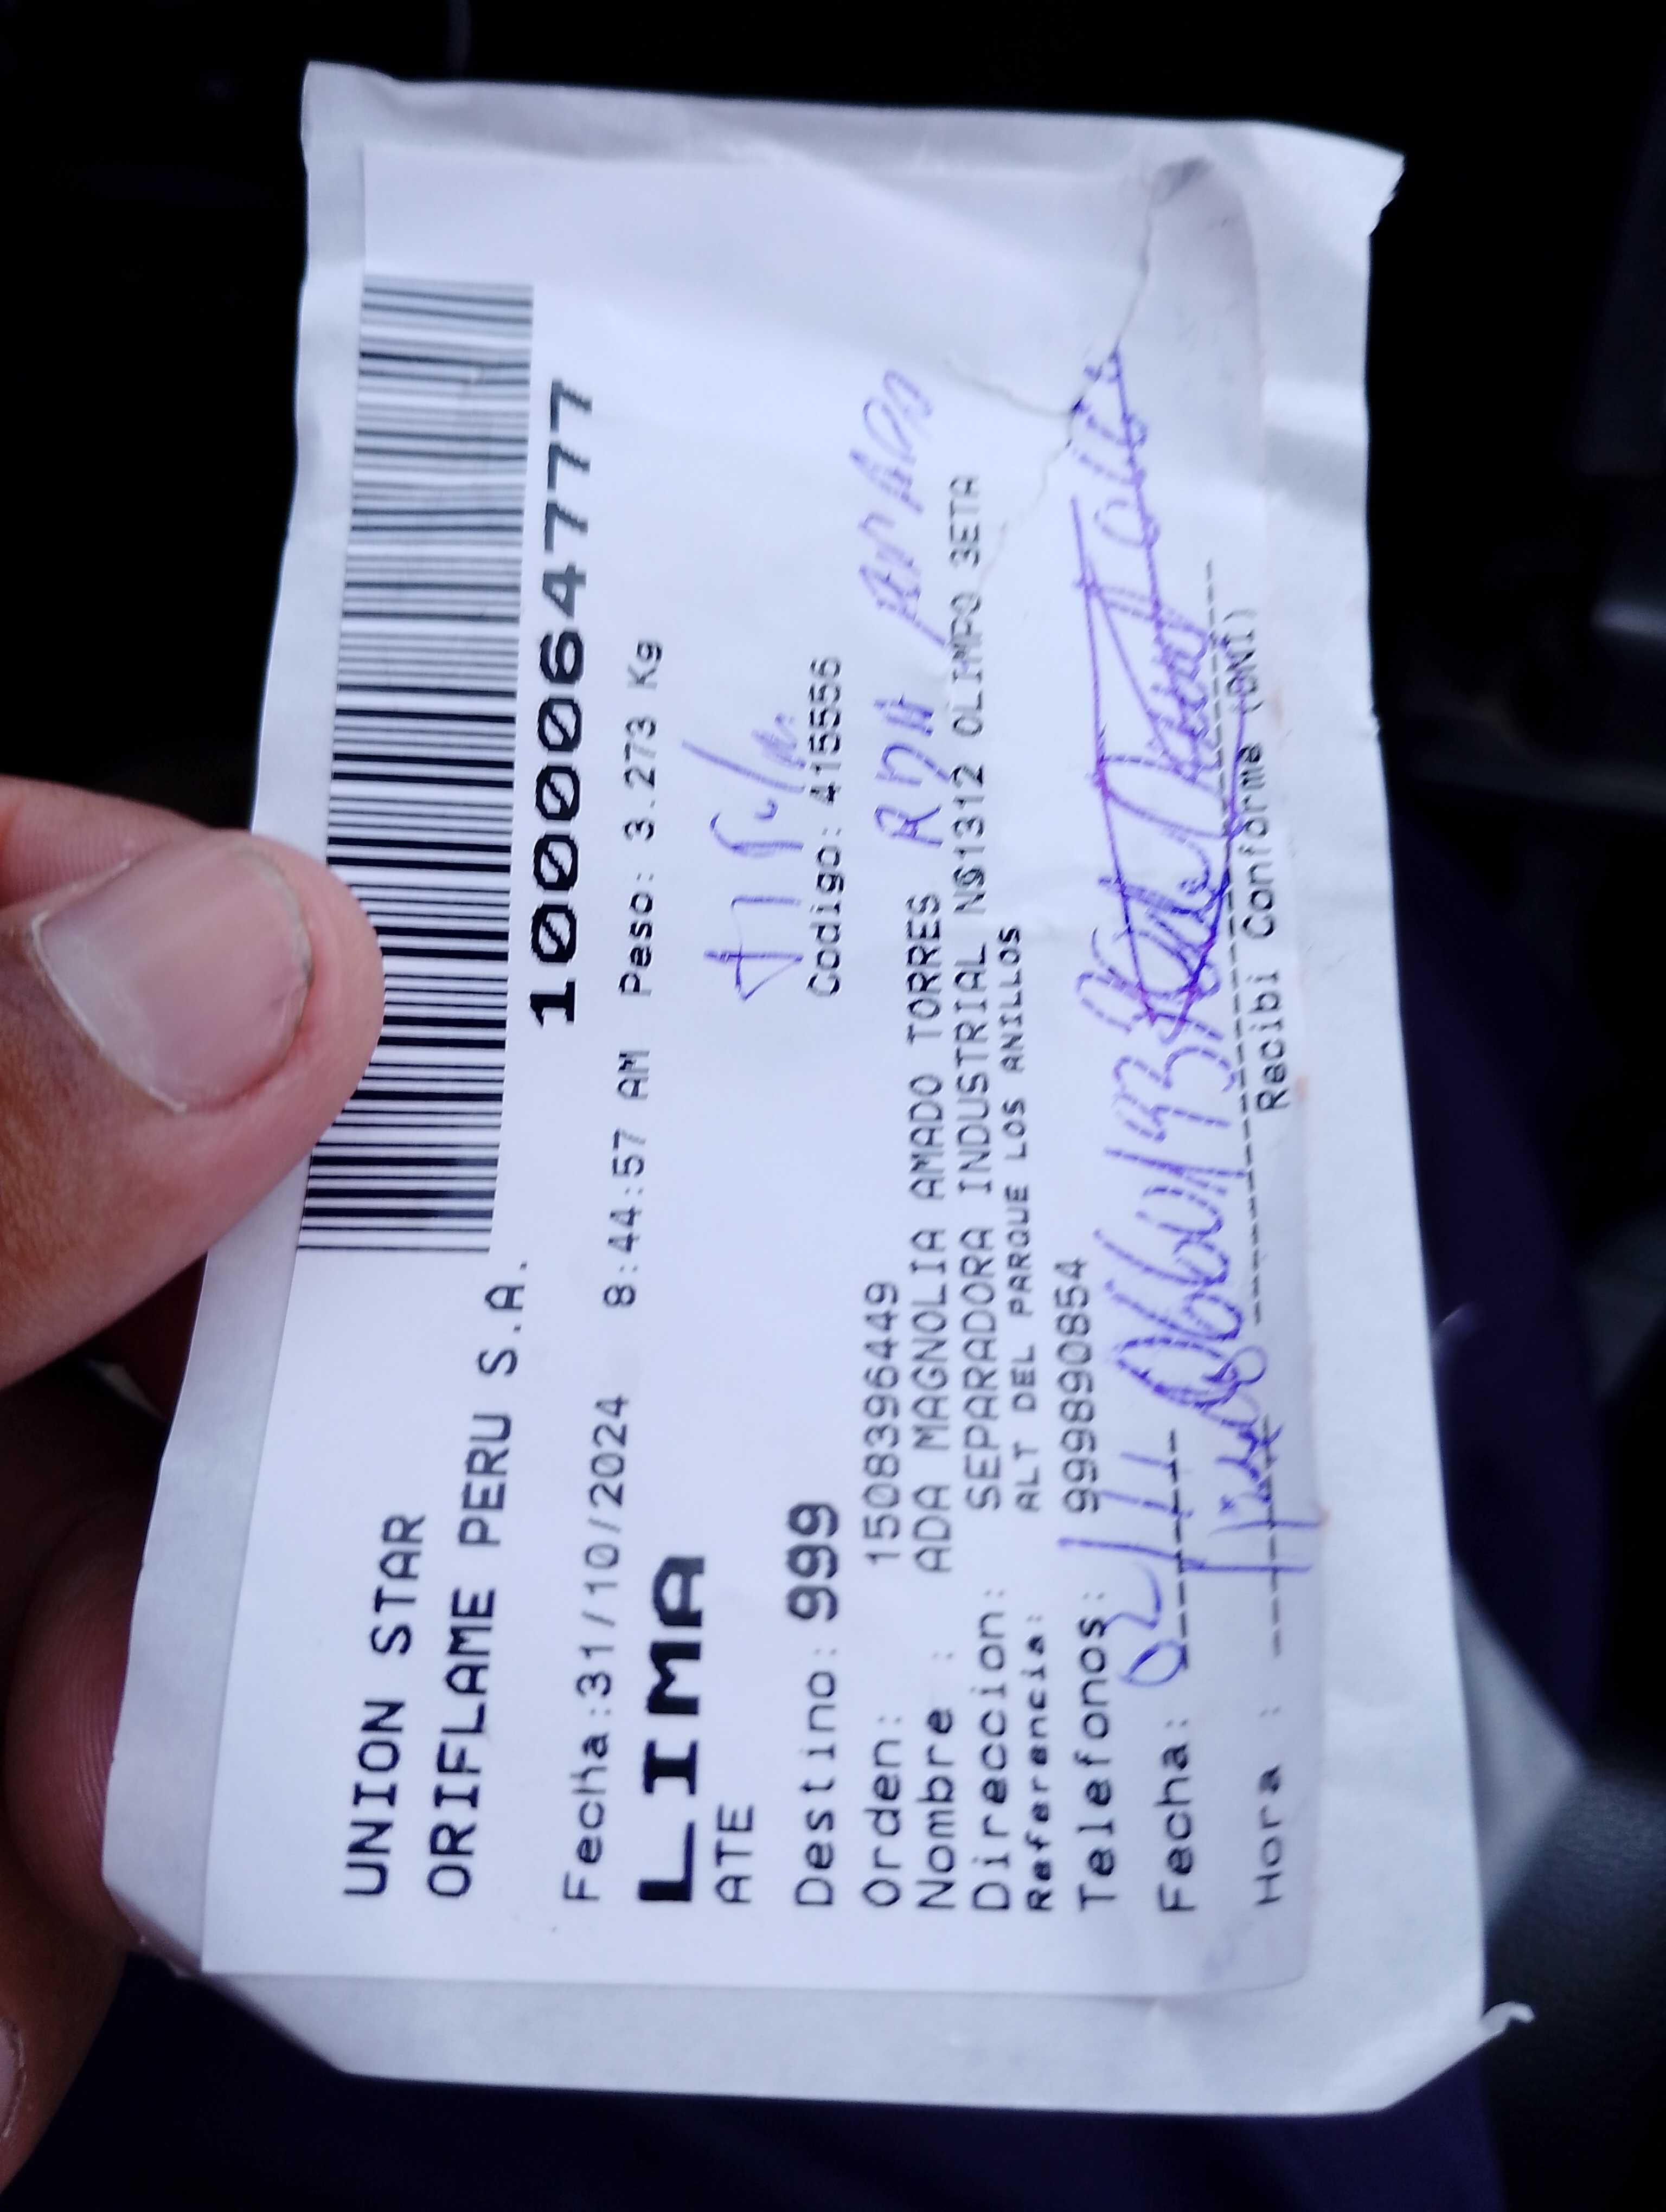 UNION STAR
ORIFLAME PERU S.A.
1000064777
Fecha:31/10/2024 8:44:57 AM Peso: 3.273 Kg
LIMA
ATE
Destino: 999 Codigo: 415556
Orden: 1508396449
Nombre : ADA MAGNOLIA AMADO TORRES
Direccion: SEPARADORA INDUSTRIAL N§1312 OLIMPO 3ETA
Referencia: ALT DEL PARQUE LOS ANILLOS
Telefonos: 999890854
Fecha: 02/11
Hora :
Recibi Conforme (DNI)